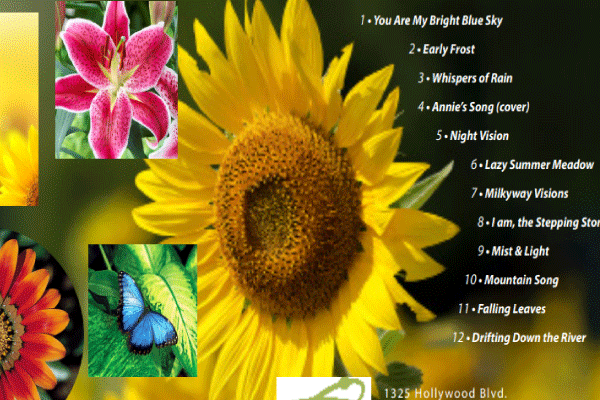 1 • You Are My Bright Blue Sky
2 • Early Frost
3 • Whispers of Rain
4 • Annie's Song (cover)
5 • Night Vision
6 • Lazy Summer Meadow
7 • Milkyway Visions
8 • I am, the Stepping
9 • Mist & Light
10 • Mountain Song
11 • Falling Leaves
12 • Drifting Down the River
1325 Hollywood Blvd.